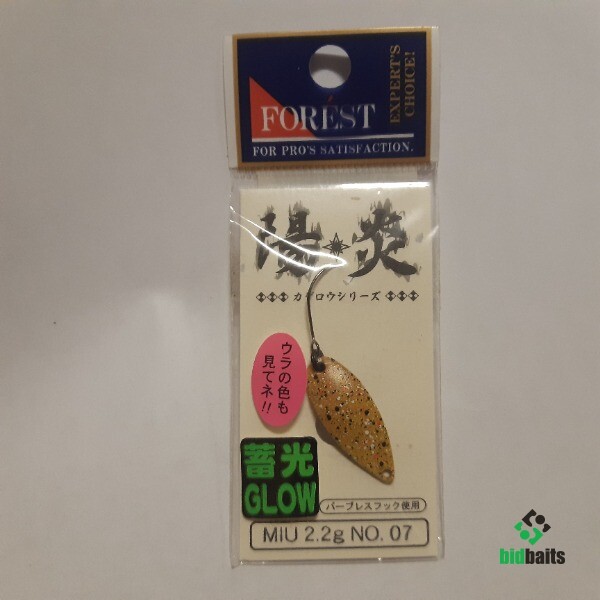 FORÉST
FOR PRO'S SATISFACTION.
EXPERT'S
CHOICE!
陽炎
カゲロウシリーズ
ウラの色も
見てネ!!
蓄光
GLOW
バーブレスフック使用
MIU 2.2g NO. 07
bidbaits